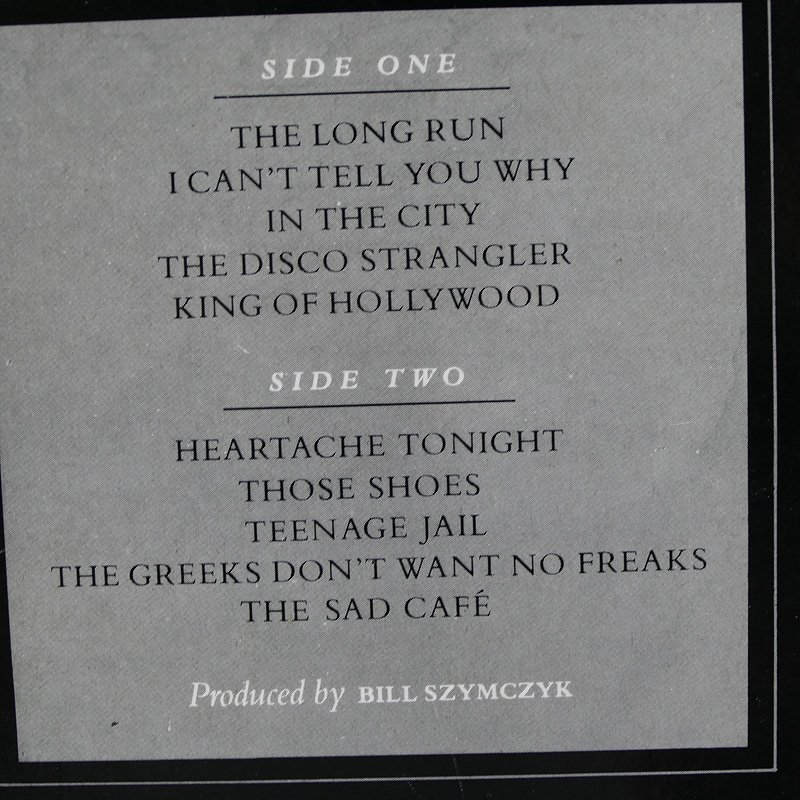 SIDE ONE
THE LONG RUN
I CAN'T TELL YOU WHY
IN THE CITY
THE DISCO STRANGLER
KING OF HOLLYWOOD
SIDE TWO
HEARTACHE TONIGHT
THOSE SHOES
TEENAGE JAIL
THE GREEKS DON'T WANT NO FREAKS
THE SAD CAFÉ
Produced by BILL SZYMCZYK